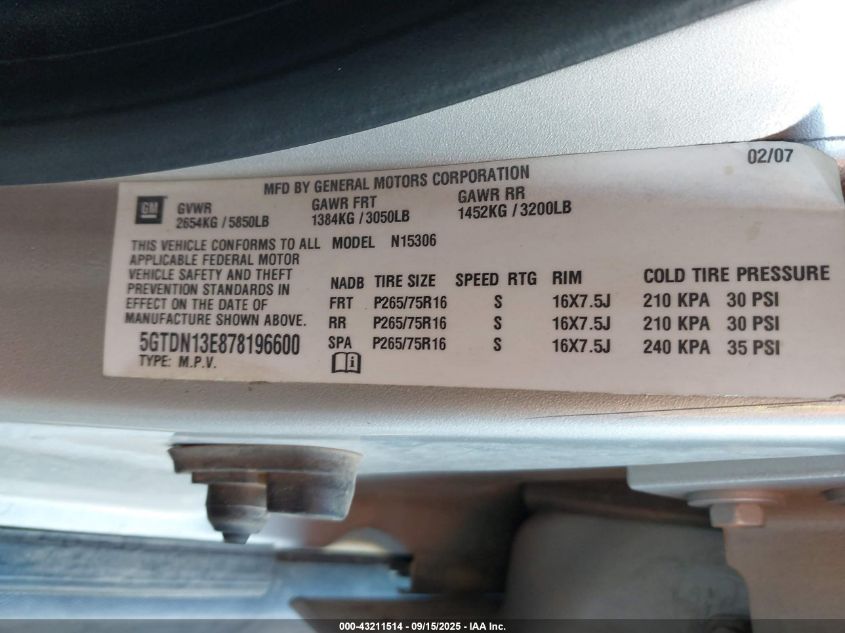 02/07
MFD BY GENERAL MOTORS CORPORATION
GM GVWR GAWR FRT GAWR RR
2654KG / 5850LB 1384KG / 3050LB 1452KG / 3200LB
THIS VEHICLE CONFORMS TO ALL MODEL N15306
APPLICABLE FEDERAL MOTOR
VEHICLE SAFETY AND THEFT NADB TIRE SIZE SPEED RTG RIM COLD TIRE PRESSURE
PREVENTION STANDARDS IN FRT P265/75R16 S 16X7.5J 210 KPA 30 PSI
EFFECT ON THE DATE OF
MANUFACTURE SHOWN ABOVE. RR P265/75R16 S 16X7.5J 210 KPA 30 PSI
5GTDN13E878196600 SPA P265/75R16 S 16X7.5J 240 KPA 35 PSI
TYPE: M.P.V.
000-43211514 - 09/15/2025 - IAA Inc.